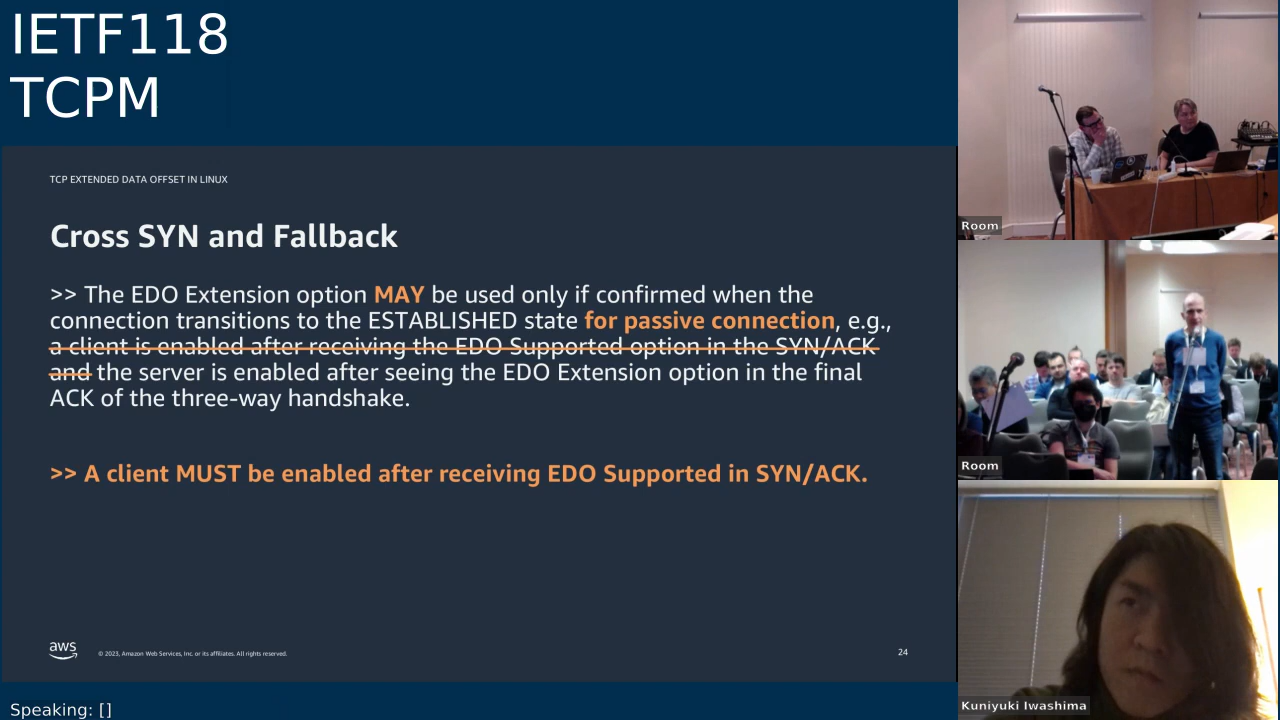 IETF118
TCPM
TCP EXTENDED DATA OFFSET IN LINUX
Cross SYN and Fallback
>> The EDO Extension option MAY be used only if confirmed when the
connection transitions to the ESTABLISHED state for passive connection, e.g.,
a client is enabled after receiving the EDO Supported option in the SYN/ACK
and the server is enabled after seeing the EDO Extension option in the final
ACK of the three-way handshake.
>> A client MUST be enabled after receiving EDO Supported in SYN/ACK.
aws
© 2023, Amazon Web Services, Inc. or its affiliates. All rights reserved.
24
Speaking: []
Room
Room
Kuniyuki Iwashima